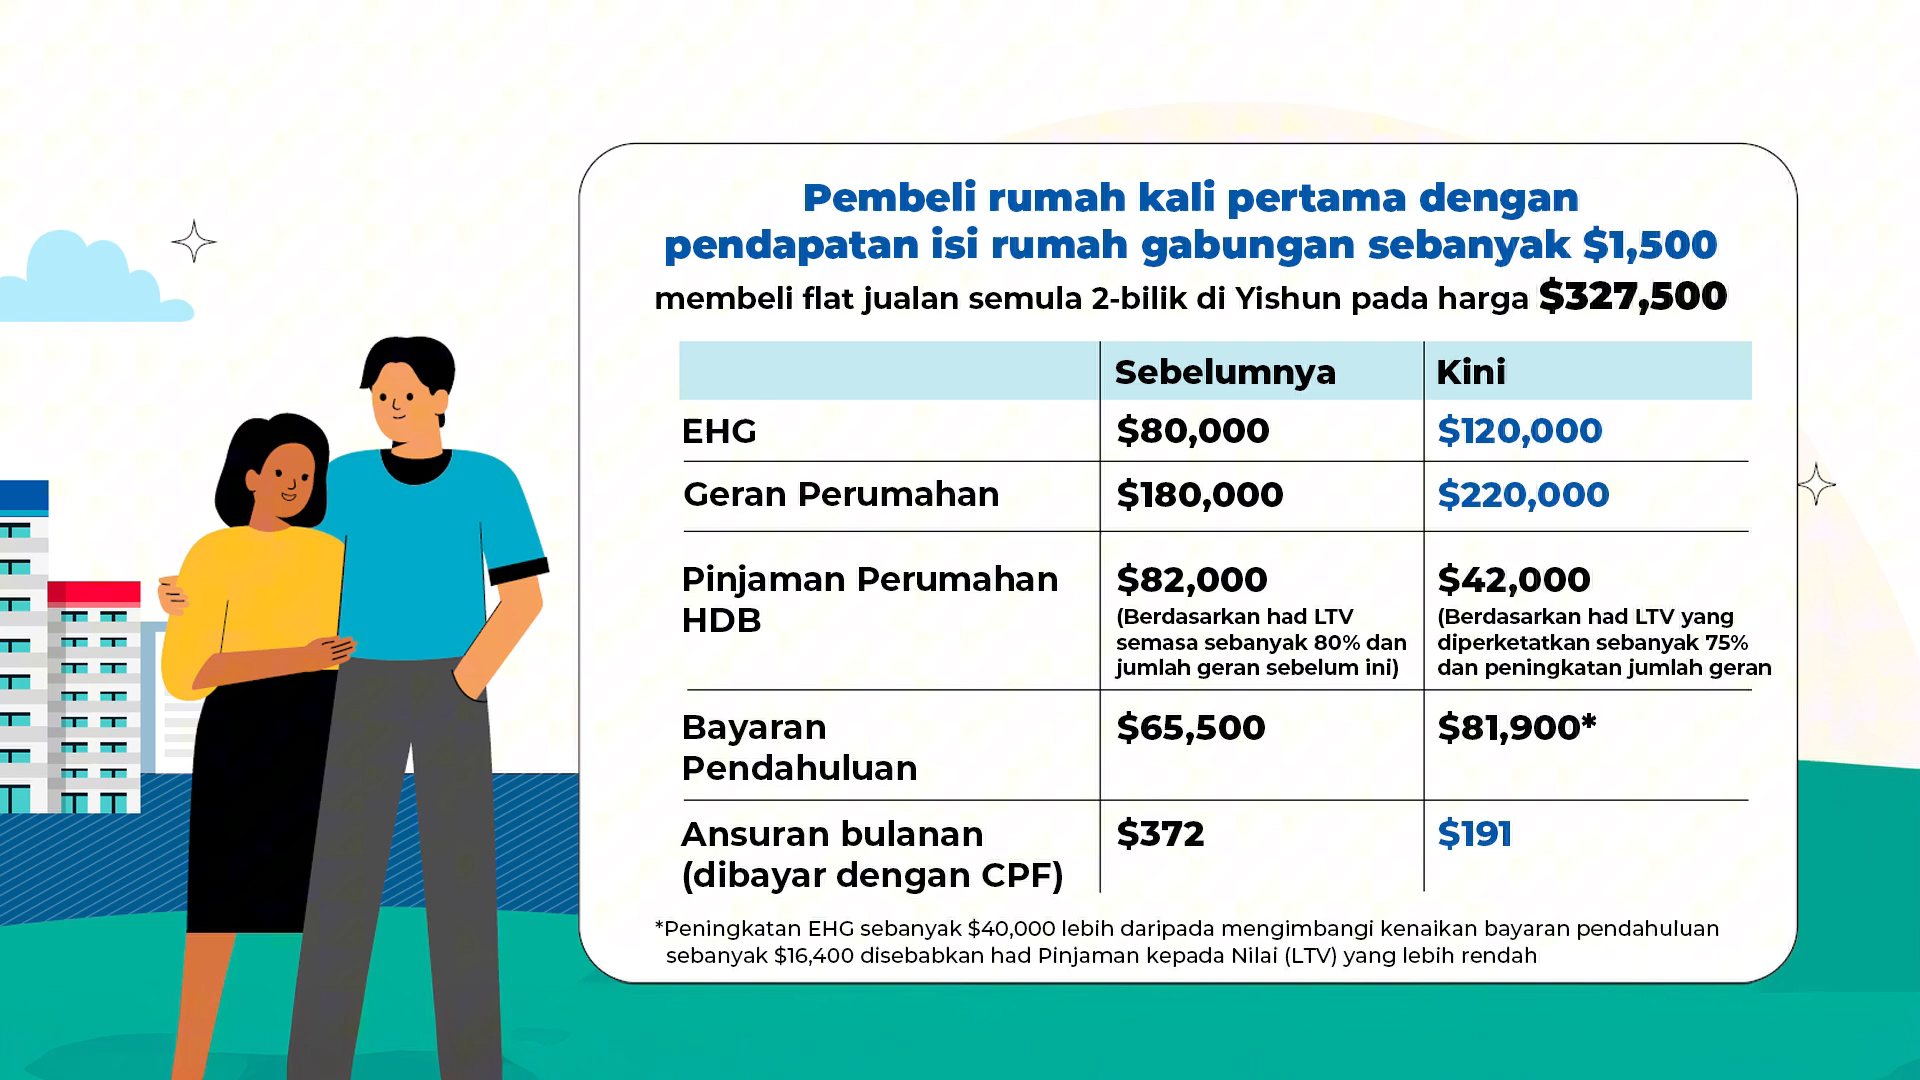 Pembeli rumah kali pertama dengan
pendapatan isi rumah gabungan sebanyak $1,500
membeli flat jualan semula 2-bilik di Yishun pada harga $327,500
Sebelumnya Kini
EHG $80,000 $120,000
Geran Perumahan $180,000 $220,000
Pinjaman Perumahan
HDB
$82,000
(Berdasarkan had LTV
semasa sebanyak 80% dan
jumlah geran sebelum ini)
$42,000
(Berdasarkan had LTV yang
diperketatkan sebanyak 75%
dan peningkatan jumlah geran
Bayaran
Pendahuluan
$65,500 $81,900*
Ansuran bulanan
(dibayar dengan CPF)
$372 $191
*Peningkatan EHG sebanyak $40,000 lebih daripada mengimbangi kenaikan bayaran pendahuluan
sebanyak $16,400 disebabkan had Pinjaman kepada Nilai (LTV) yang lebih rendah